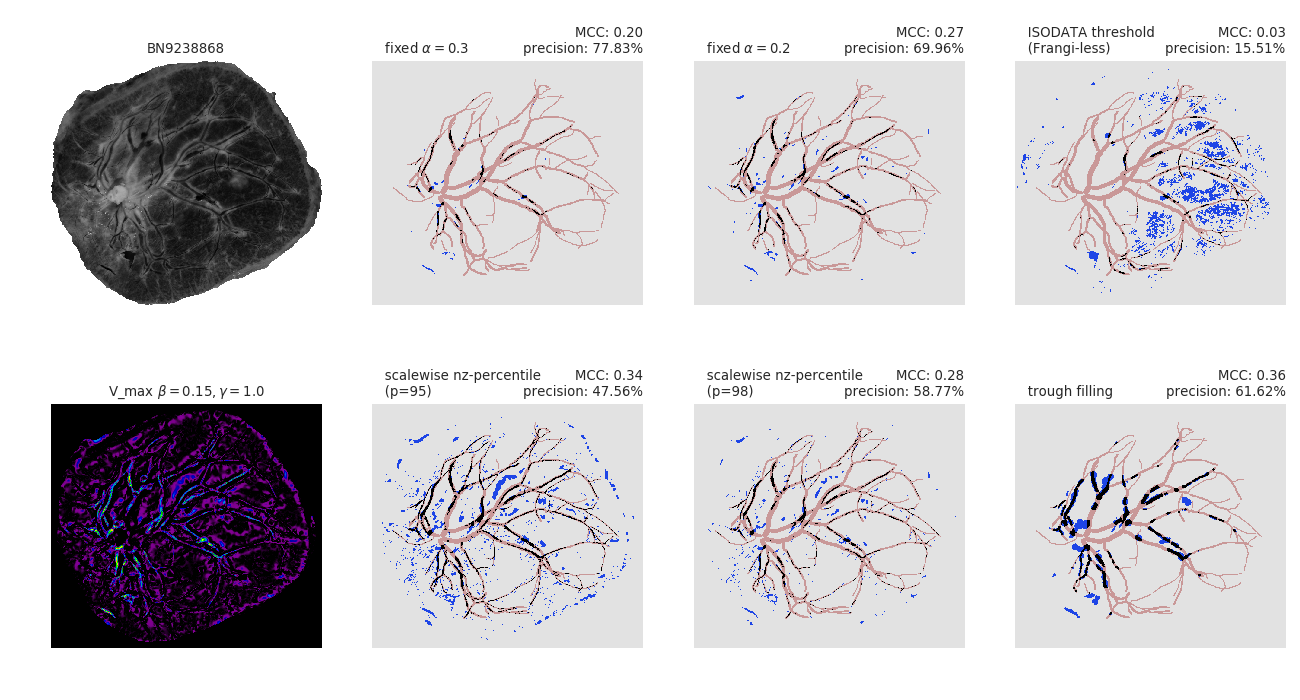 BN9238868
fixed α = 0.3
MCC: 0.20
precision: 77.83%
fixed α = 0.2
MCC: 0.27
precision: 69.96%
ISODATA threshold
(Frangi-less)
MCC: 0.03
precision: 15.51%
V_max β = 0.15, γ = 1.0
scalewise nz-percentile
(p=95)
MCC: 0.34
precision: 47.56%
scalewise nz-percentile
(p=98)
MCC: 0.28
precision: 58.77%
trough filling
MCC: 0.36
precision: 61.62%